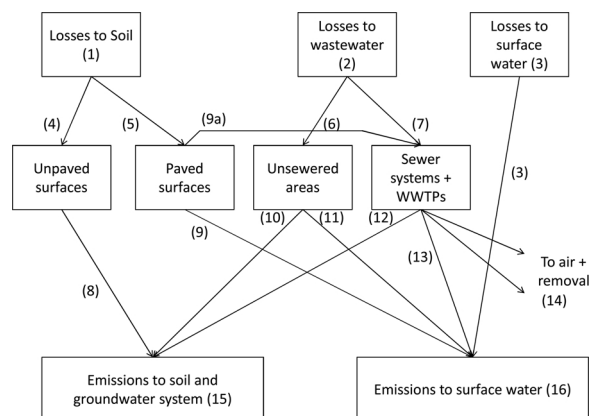 Losses to Soil
(1)
Losses to
wastewater
(2)
Losses to
surface
water (3)
(4)
(5)
(9a)
(6)
(7)
Unpaved
surfaces
Paved
surfaces
Unsewered
areas
Sewer
systems +
WWTPs
(3)
(9)
(10)
(11)
(12)
(13)
To air +
removal
(14)
(8)
Emissions to soil and
groundwater system (15)
Emissions to surface water (16)